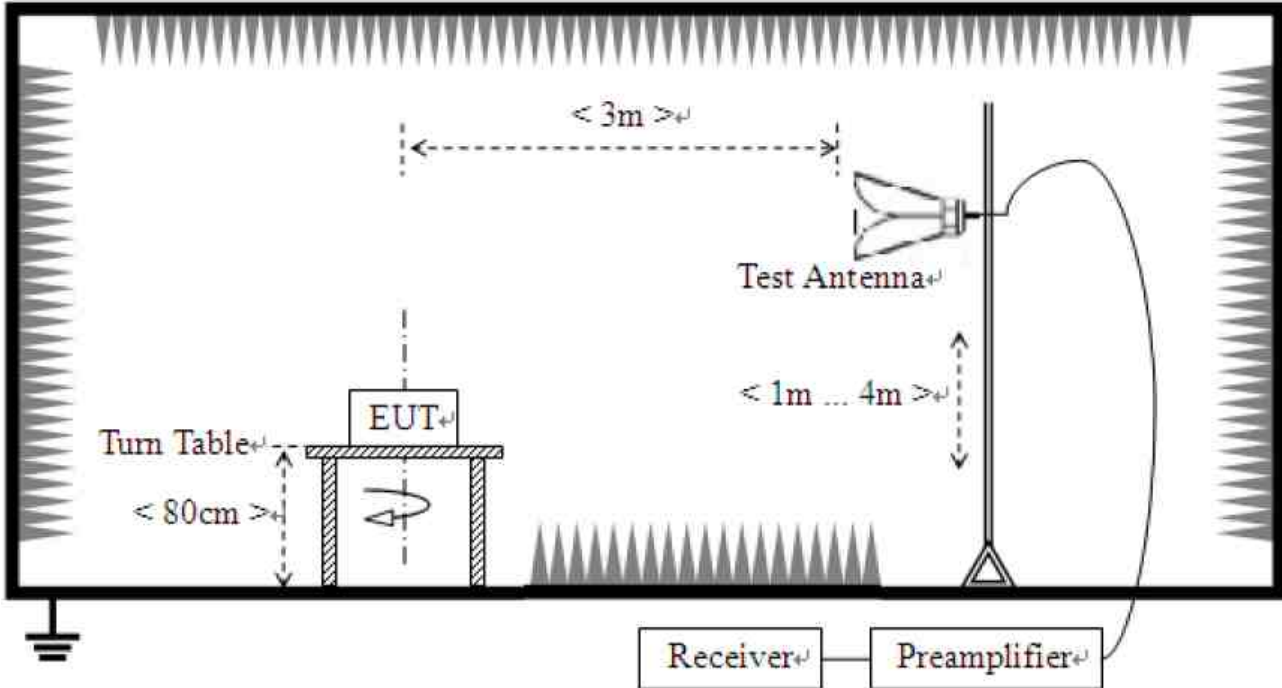 < 3m >↵
Test Antenna↵
< 1m ... 4m >↵
EUT↵
Turn Table↵
< 80cm >↵
Receiver↵
Preamplifier↵